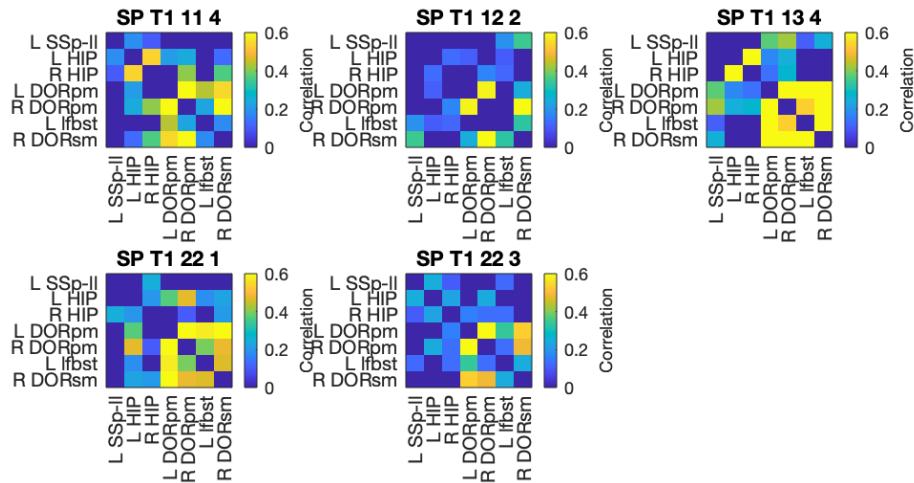 SP T1 11 4
L SSp-ll
L HIP
R HIP
L DORpm
R DORpm
L lfbst
R DORsm
L SSp-ll
L HIP
R HIP
L DORpm
R DORpm
L lfbst
R DORsm
0.6
0.4
0.2
0
Correlation
SP T1 12 2
L SSp-ll
L HIP
R HIP
L DORpm
R DORpm
L lfbst
R DORsm
L SSp-ll
L HIP
R HIP
L DORpm
R DORpm
L lfbst
R DORsm
0.6
0.4
0.2
0
Correlation
SP T1 13 4
L SSp-ll
L HIP
R HIP
L DORpm
R DORpm
L lfbst
R DORsm
L SSp-ll
L HIP
R HIP
L DORpm
R DORpm
L lfbst
R DORsm
0.6
0.4
0.2
0
Correlation
SP T1 22 1
L SSp-ll
L HIP
R HIP
L DORpm
R DORpm
L lfbst
R DORsm
L SSp-ll
L HIP
R HIP
L DORpm
R DORpm
L lfbst
R DORsm
0.6
0.4
0.2
0
Correlation
SP T1 22 3
L SSp-ll
L HIP
R HIP
L DORpm
R DORpm
L lfbst
R DORsm
L SSp-ll
L HIP
R HIP
L DORpm
R DORpm
L lfbst
R DORsm
0.6
0.4
0.2
0
Correlation